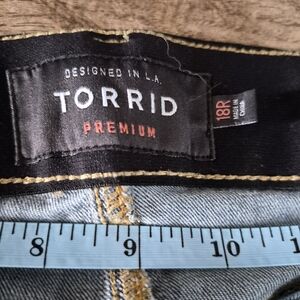 DESIGNED IN L.A.
TORRID
PREMIUM
18R
MADE IN
CHINA
8 9 10